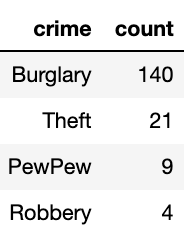 crime count
Burglary 140
Theft 21
PewPew 9
Robbery 4